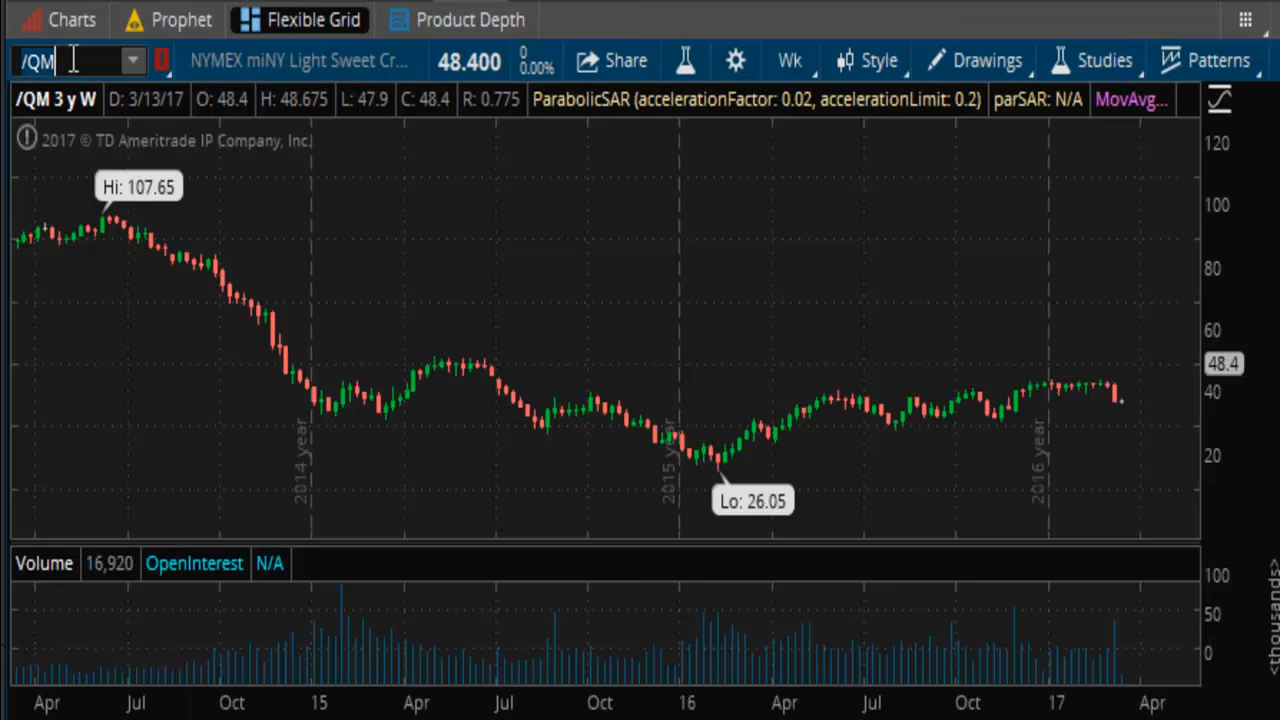 Charts Prophet Flexible Grid Product Depth
/QM NYMEX miNY Light Sweet Cr... 48.400 0 0.00% Share Wk Style Drawings Studies Patterns
/QM 3 y W D: 3/13/17 O: 48.4 H: 48.675 L: 47.9 C: 48.4 R: 0.775 ParabolicSAR (accelerationFactor: 0.02, accelerationLimit: 0.2) parSAR: N/A MovAvg...
2017 © TD Ameritrade IP Company, Inc.
120
Hi: 107.65
100
80
60
48.4
40
20
2014 year
2015 year
2016 year
Lo: 26.05
Volume 16,920 OpenInterest N/A
100
50
0
<thousands>
Apr Jul Oct 15 Apr Jul Oct 16 Apr Jul Oct 17 Apr